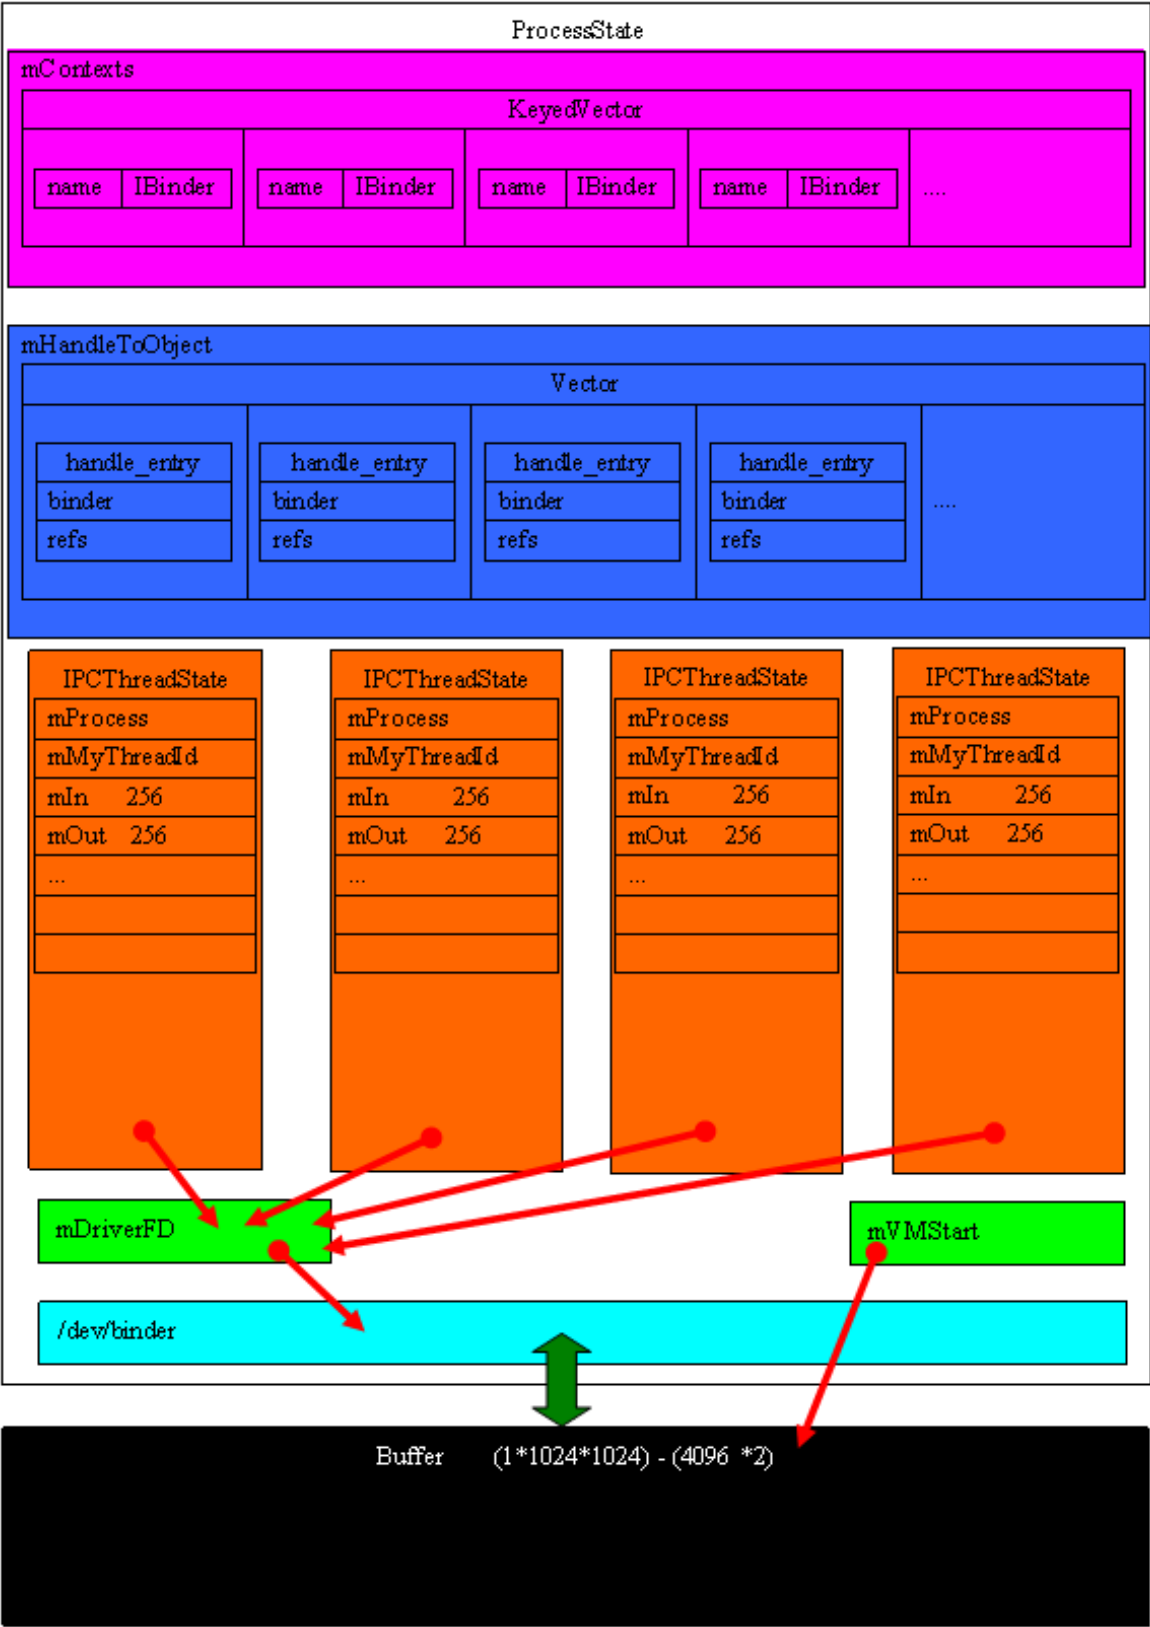 ProcessState
mContexts
KeyedVector
name IBinder name IBinder name IBinder name IBinder ....
mHandleToObject
Vector
handle_entry handle_entry handle_entry handle_entry
binder binder binder binder ....
refs refs refs refs
IPCThreadState IPCThreadState IPCThreadState IPCThreadState
mProcess mProcess mProcess mProcess
mMyThreadId mMyThreadId mMyThreadId mMyThreadId
mIn 256 mIn 256 mIn 256 mIn 256
mOut 256 mOut 256 mOut 256 mOut 256
... ... ... ...
mDriverFD mVMStart
/dev/binder
Buffer (1*1024*1024) - (4096 *2)